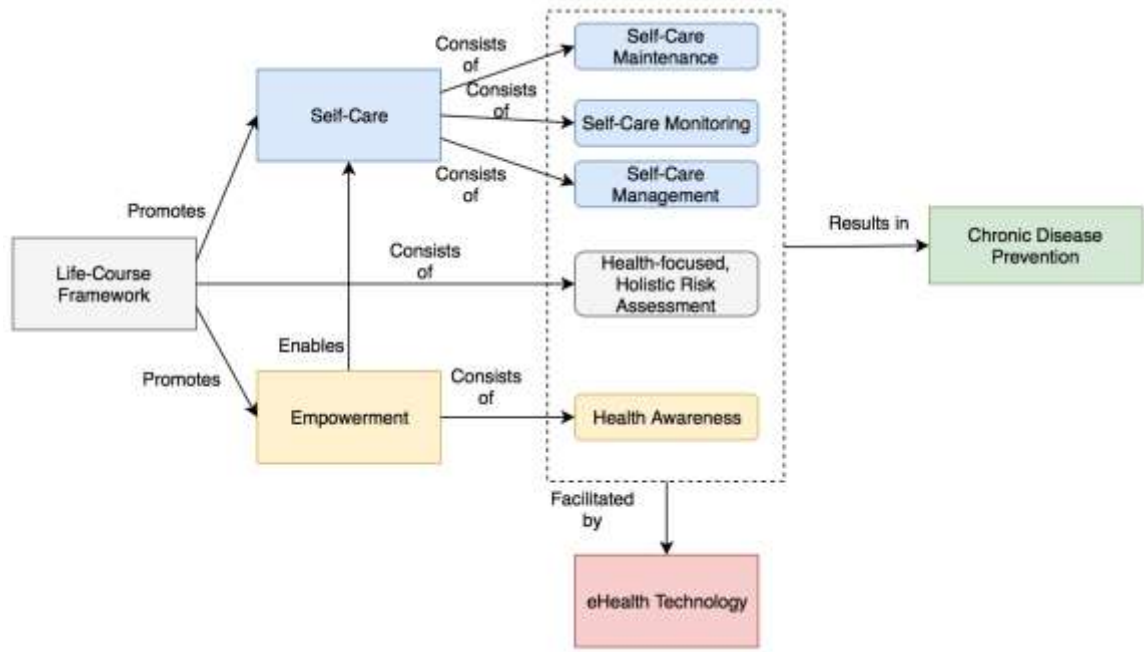 Consists
of
Self-Care
Maintenance
Self-Care
Consists
of
Self-Care Monitoring
Consists
of
Self-Care
Management
Promotes
Results in
Chronic Disease
Prevention
Life-Course
Framework
Consists
of
Health-focused,
Holistic Risk
Assessment
Promotes
Enables
Empowerment
Consists
of
Health Awareness
Facilitated
by
eHealth Technology